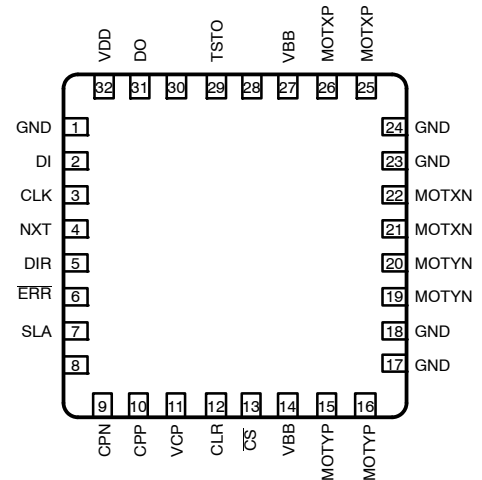 VDD DO TSTO VBB MOTXP MOTXP
32 31 30 29 28 27 26 25
GND 1 24 GND
DI 2 23 GND
CLK 3 22 MOTXN
NXT 4 21 MOTXN
DIR 5 20 MOTYN
ERR 6 19 MOTYN
SLA 7 18 GND
8 17 GND
9 10 11 12 13 14 15 16
CPN CPP VCP CLR CS VBB MOTYP MOTYP